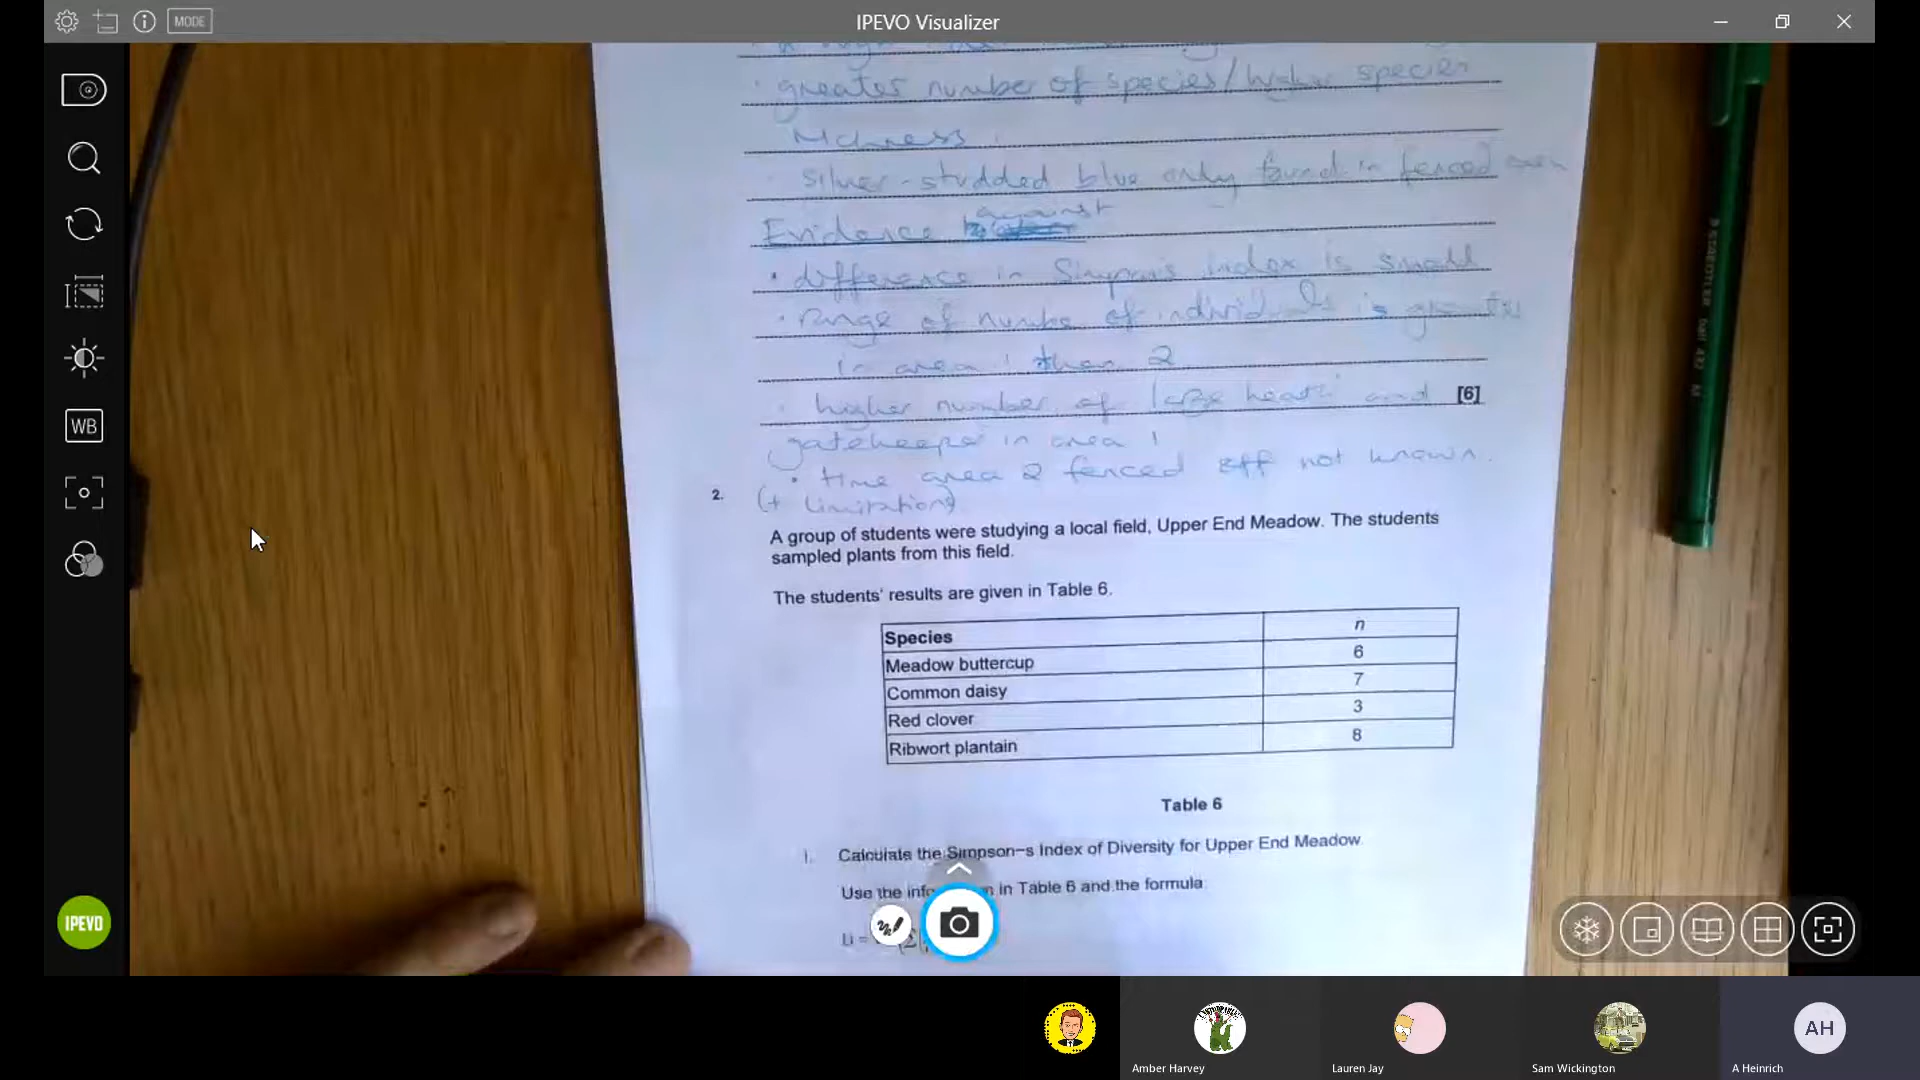 MODE
IPEVO Visualizer
greater number of species/higher species
richness.
silver-studded blue only found in fenced area
against
Evidence
• difference in Simpson's index is small
• range of number of individuals is greater
in area 1 than 2
• higher number of large heath and [6]
gatekeeper in area 1
• time area 2 fenced off not known.
2. (+ limitations)
A group of students were studying a local field, Upper End Meadow. The students
sampled plants from this field.
The students' results are given in Table 6.
Species n
Meadow buttercup 6
Common daisy 7
Red clover 3
Ribwort plantain 8
Table 6
i. Calculate the Simpson–s Index of Diversity for Upper End Meadow.
Use the in Table 6 and the formula
WB
IPEVO
STAEDTLER ball 432 M
AH
Amber Harvey
Lauren Jay
Sam Wickington
A Heinrich